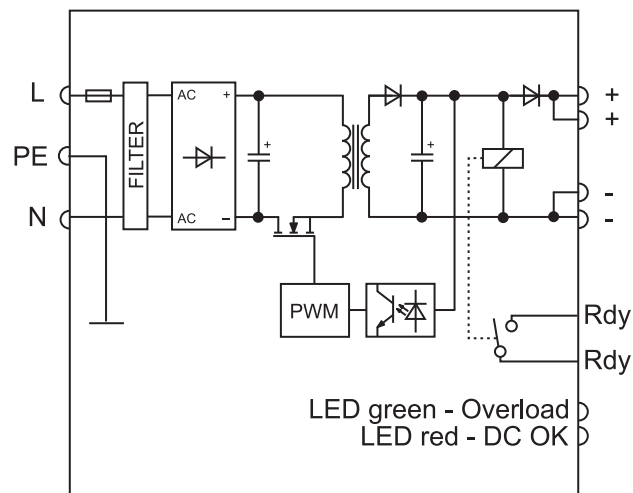 L
PE
N
FILTER
AC +
AC -
+
+
+
+
-
-
PWM
Rdy
Rdy
LED green - Overload
LED red - DC OK